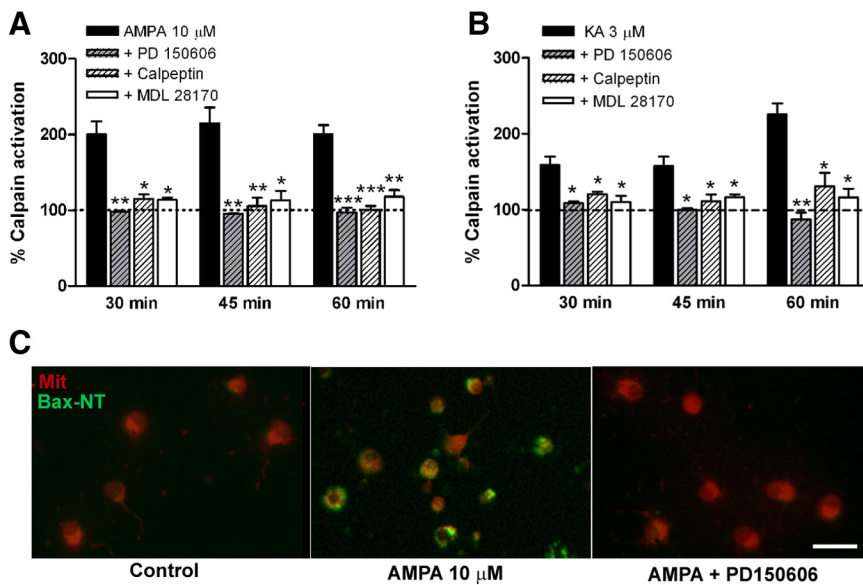 A
AMPA 10 μM
+ PD 150606
+ Calpeptin
+ MDL 28170
% Calpain activation
300
200
100
0
** * *
** ** *
*** *** **
30 min 45 min 60 min
B
KA 3 μM
+ PD 150606
+ Calpeptin
+ MDL 28170
% Calpain activation
300
200
100
0
* * *
* * *
** * *
30 min 45 min 60 min
C
Mit
Bax-NT
Control AMPA 10 μM AMPA + PD150606